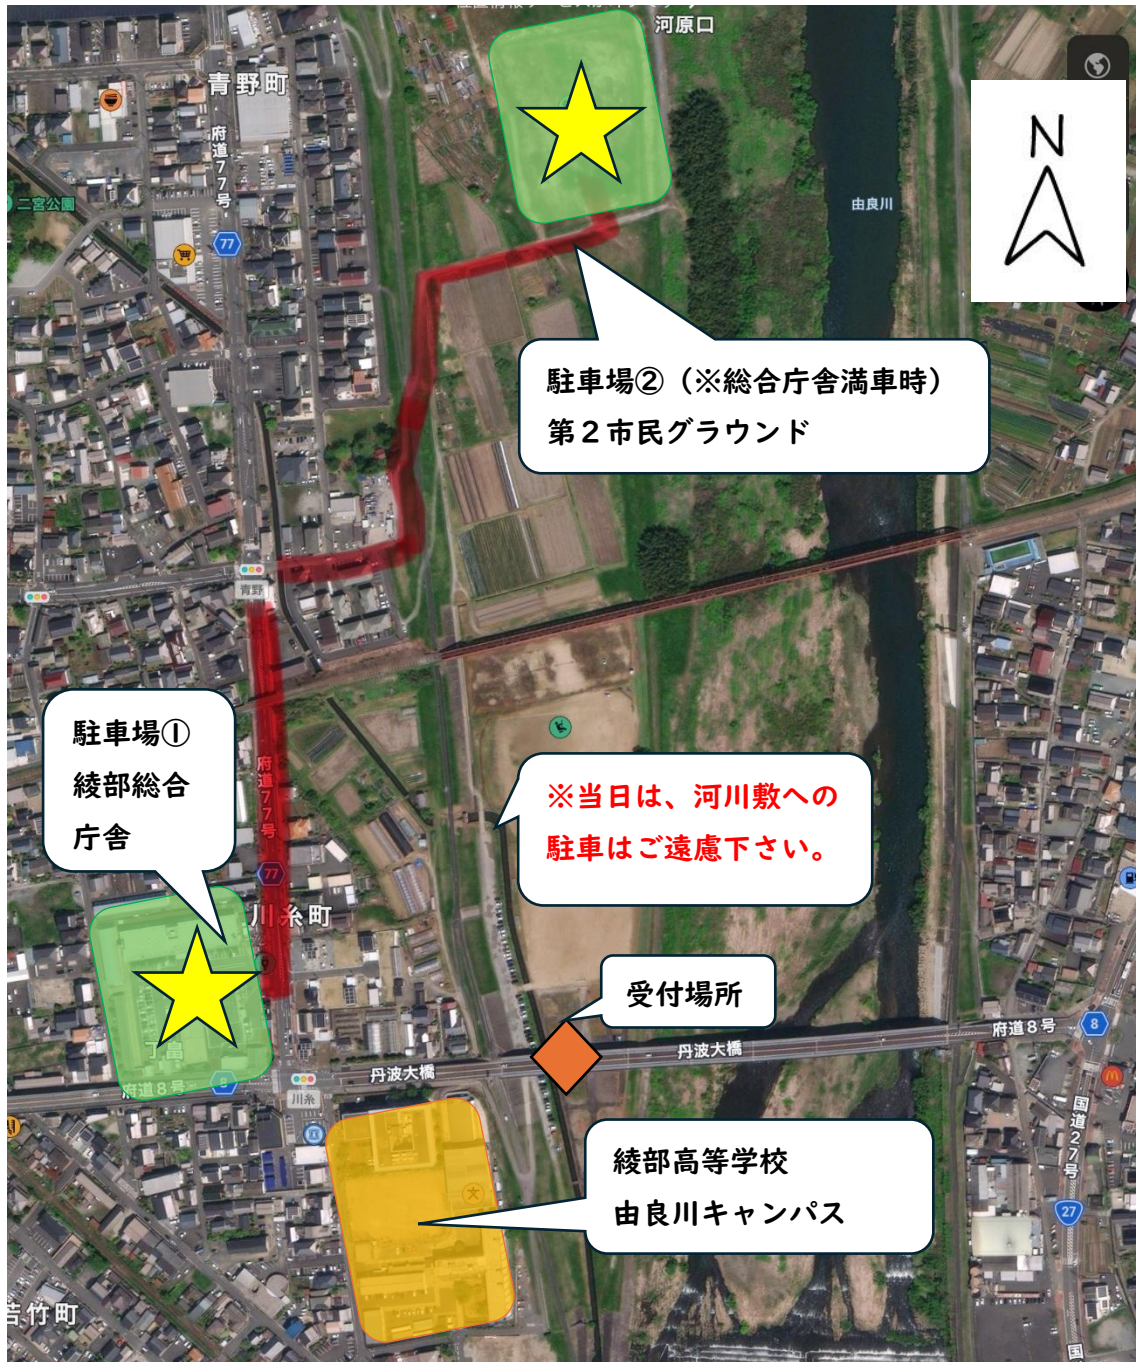 河原口
青野町
府道77号
二宮公園
77
由良川
N
駐車場②（※総合庁舎満車時）
第２市民グラウンド
青野
駐車場①
綾部総合
庁舎
府道77号
77
川糸町
※当日は、河川敷への
駐車はご遠慮下さい。
受付場所
丹波大橋
府道8号
8
丹波大橋
府道8号
8
川糸
綾部高等学校
由良川キャンパス
国道27号
27
文
国